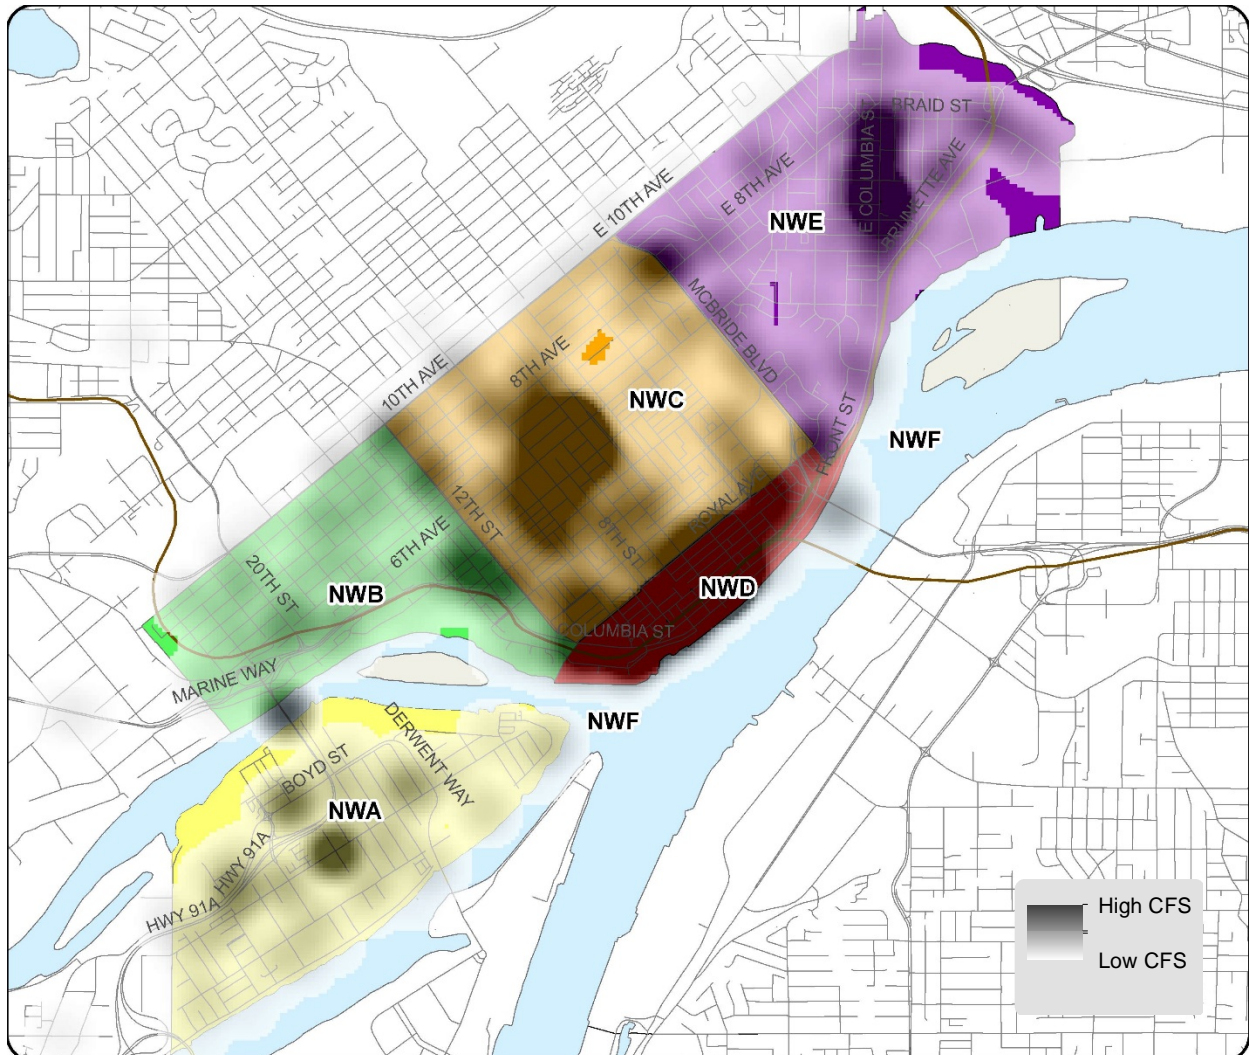 BRAID ST
E COLUMBIA ST
BRUNETTE AVE
E 8TH AVE
E 10TH AVE
NWE
MCBRIDE BLVD
8TH AVE
10TH AVE
NWC
NWF
FRONT ST
ROYAL AVE
12TH ST
8TH ST
6TH AVE
20TH ST
NWB
NWD
COLUMBIA ST
MARINE WAY
NWF
DERWENT WAY
BOYD ST
NWA
HWY 91A
HWY 91A
High CFS
Low CFS